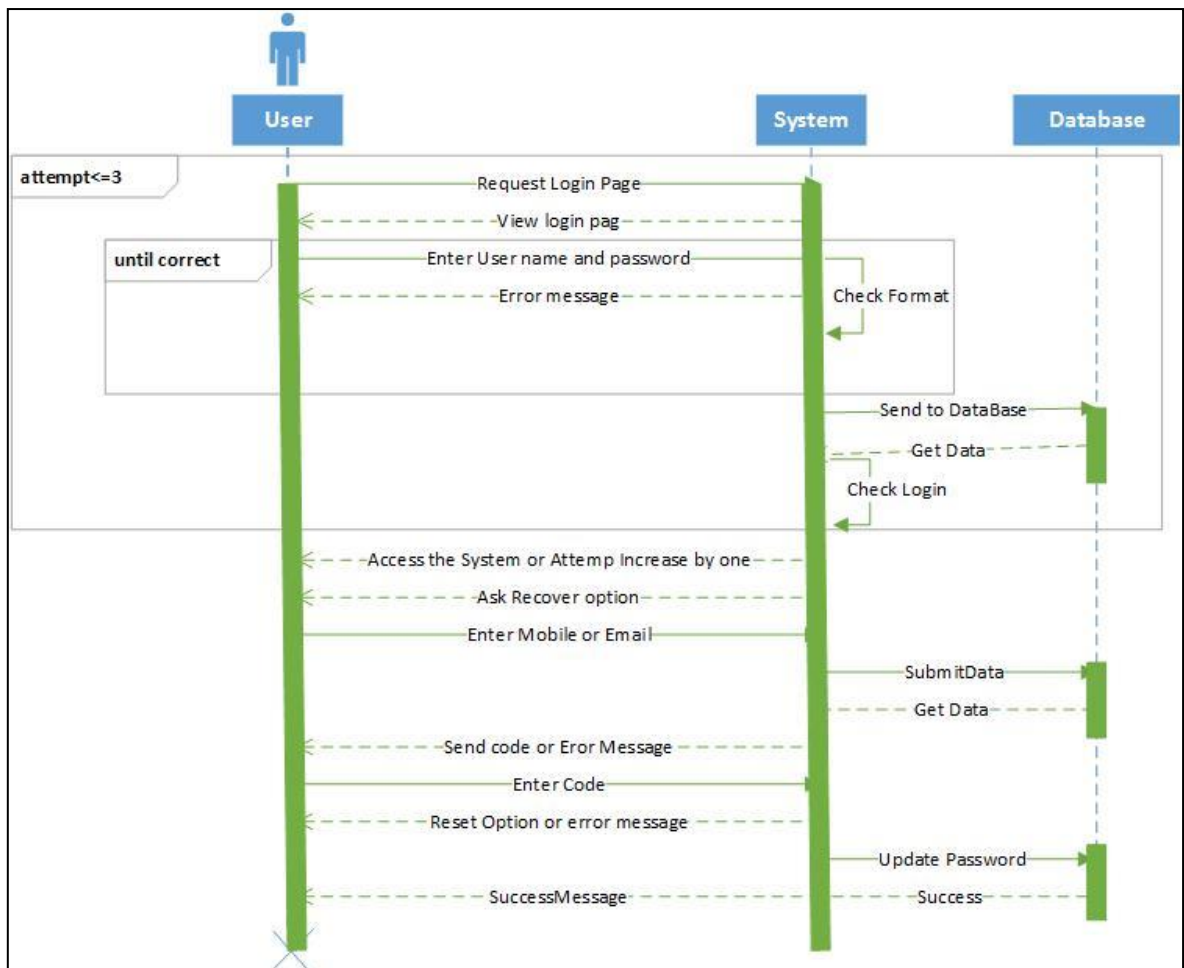 User
System
Database
attempt<=3
Request Login Page
View login pag
until correct
Enter User name and password
Error message
Check Format
Send to DataBase
Get Data
Check Login
Access the System or Attemp Increase by one
Ask Recover option
Enter Mobile or Email
SubmitData
Get Data
Send code or Eror Message
Enter Code
Reset Option or error message
Update Password
SuccessMessage
Success